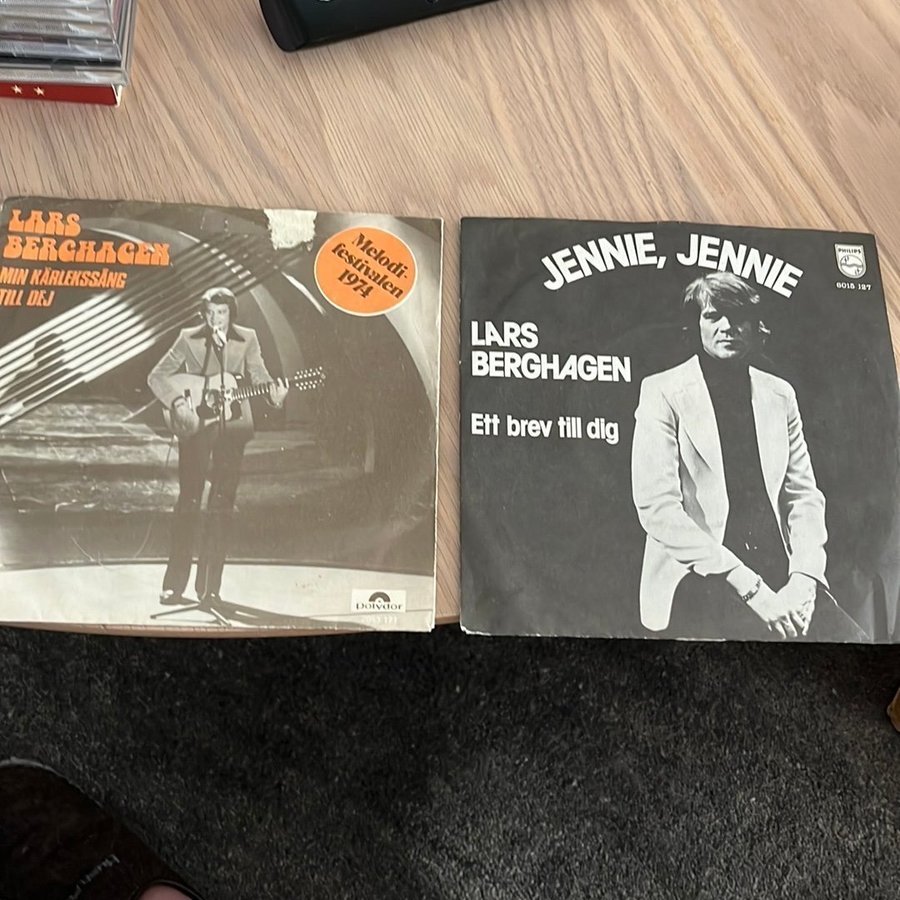 LARS
BERGHAGEN
MIN KÄRLEKSSÅNG
TILL DEJ
Melodi-
festivalen
1974
Polydor
JENNIE, JENNIE
PHILIPS
6015 127
LARS
BERGHAGEN
Ett brev till dig